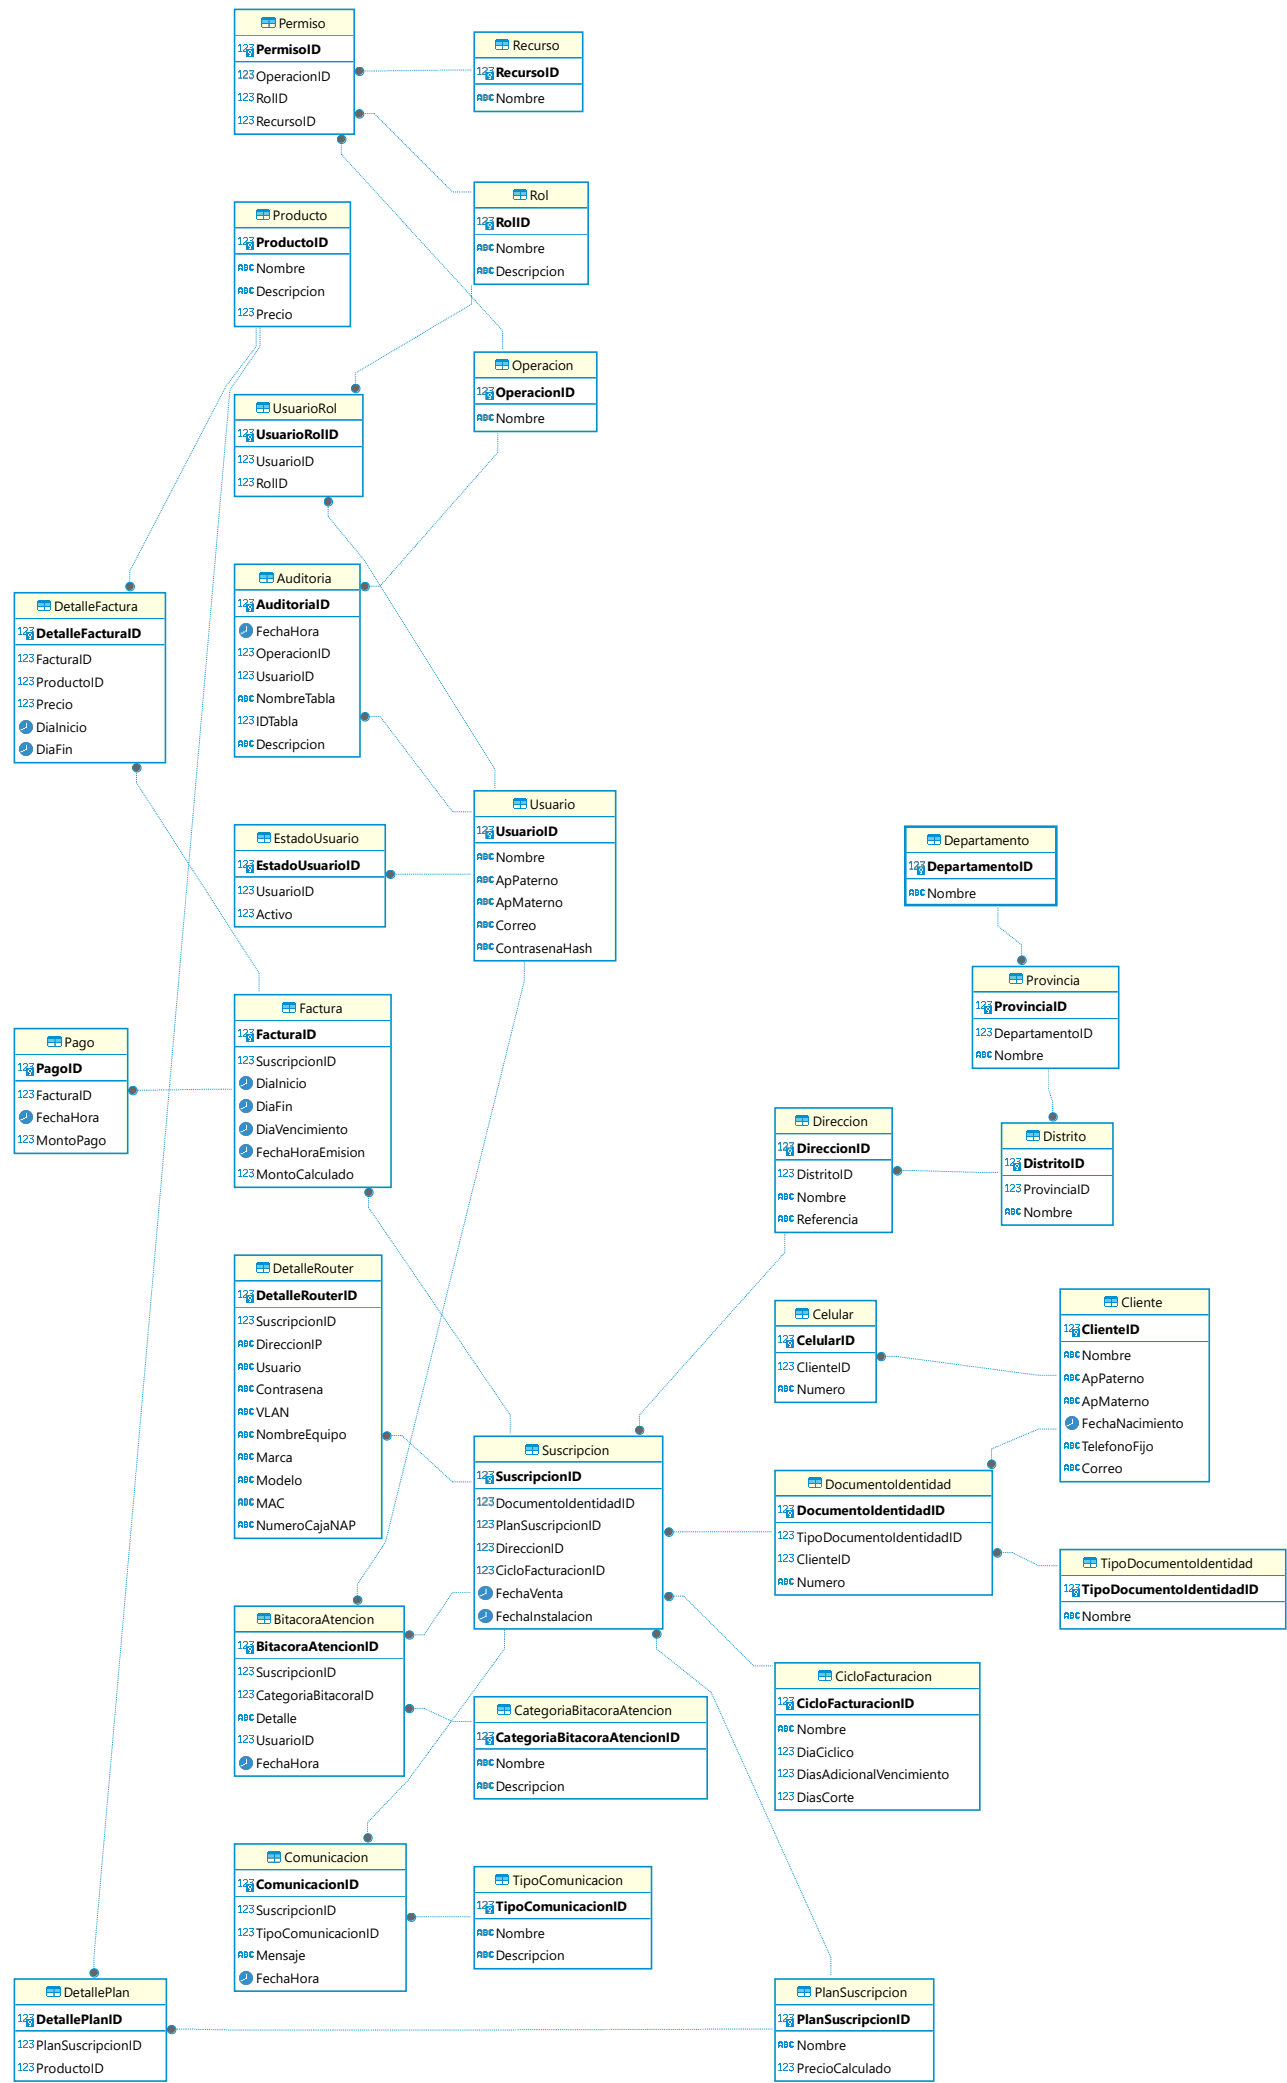 Permiso
PermisoID
OperacionID
RolID
RecursoID
Recurso
RecursoID
Nombre
Rol
RolID
Nombre
Descripcion
Producto
ProductoID
Nombre
Descripcion
Precio
Operacion
OperacionID
Nombre
UsuarioRol
UsuarioRolID
UsuarioID
RolID
Auditoria
AuditoriaID
FechaHora
OperacionID
UsuarioID
NombreTabla
IDTabla
Descripcion
DetalleFactura
DetalleFacturaID
FacturaID
ProductoID
Precio
DiaInicio
DiaFin
Usuario
UsuarioID
Nombre
ApPaterno
ApMaterno
Correo
ContrasenaHash
EstadoUsuario
EstadoUsuarioID
UsuarioID
Activo
Departamento
DepartamentoID
Nombre
Provincia
ProvinciaID
DepartamentoID
Nombre
Factura
FacturaID
SuscripcionID
DiaInicio
DiaFin
DiaVencimiento
FechaHoraEmision
MontoCalculado
Pago
PagoID
FacturaID
FechaHora
MontoPago
Direccion
DireccionID
DistritoID
Nombre
Referencia
Distrito
DistritoID
ProvinciaID
Nombre
DetalleRouter
DetalleRouterID
SuscripcionID
DireccionIP
Usuario
Contrasena
VLAN
NombreEquipo
Marca
Modelo
MAC
NumeroCajaNAP
Celular
CelularID
ClienteID
Numero
Cliente
ClienteID
Nombre
ApPaterno
ApMaterno
FechaNacimiento
TelefonoFijo
Correo
Suscripcion
SuscripcionID
DocumentoIdentidadID
PlanSuscripcionID
DireccionID
CicloFacturacionID
FechaVenta
FechaInstalacion
DocumentoIdentidad
DocumentoIdentidadID
TipoDocumentoIdentidadID
ClienteID
Numero
TipoDocumentoIdentidad
TipoDocumentoIdentidadID
Nombre
BitacoraAtencion
BitacoraAtencionID
SuscripcionID
CategoriaBitacoraID
Detalle
UsuarioID
FechaHora
CategoriaBitacoraAtencion
CategoriaBitacoraAtencionID
Nombre
Descripcion
CicloFacturacion
CicloFacturacionID
Nombre
DiaCiclico
DiasAdicionalVencimiento
DiasCorte
Comunicacion
ComunicacionID
SuscripcionID
TipoComunicacionID
Mensaje
FechaHora
TipoComunicacion
TipoComunicacionID
Nombre
Descripcion
DetallePlan
DetallePlanID
PlanSuscripcionID
ProductoID
PlanSuscripcion
PlanSuscripcionID
Nombre
PrecioCalculado